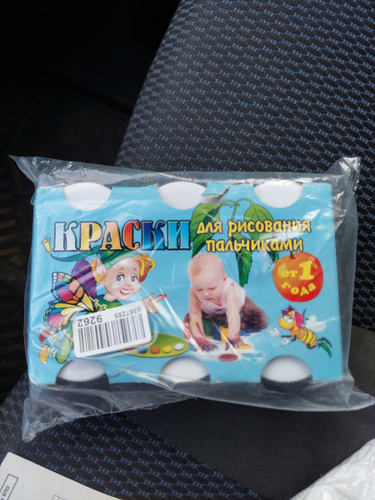 КРАСКИ
для рисования
пальчиками
от 1
года
9262